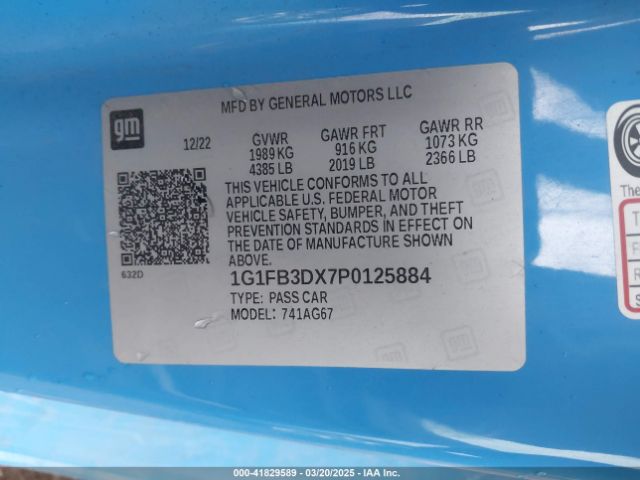 MFD BY GENERAL MOTORS LLC
gm
12/22 GVWR GAWR FRT GAWR RR
1989 KG 916 KG 1073 KG
4385 LB 2019 LB 2366 LB
THIS VEHICLE CONFORMS TO ALL
APPLICABLE U.S. FEDERAL MOTOR
VEHICLE SAFETY, BUMPER, AND THEFT
PREVENTION STANDARDS IN EFFECT ON
THE DATE OF MANUFACTURE SHOWN
ABOVE.
632D
1G1FB3DX7P0125884
TYPE: PASS CAR
MODEL: 741AG67
The
000-41829589 — 03/20/2025 — IAA Inc.